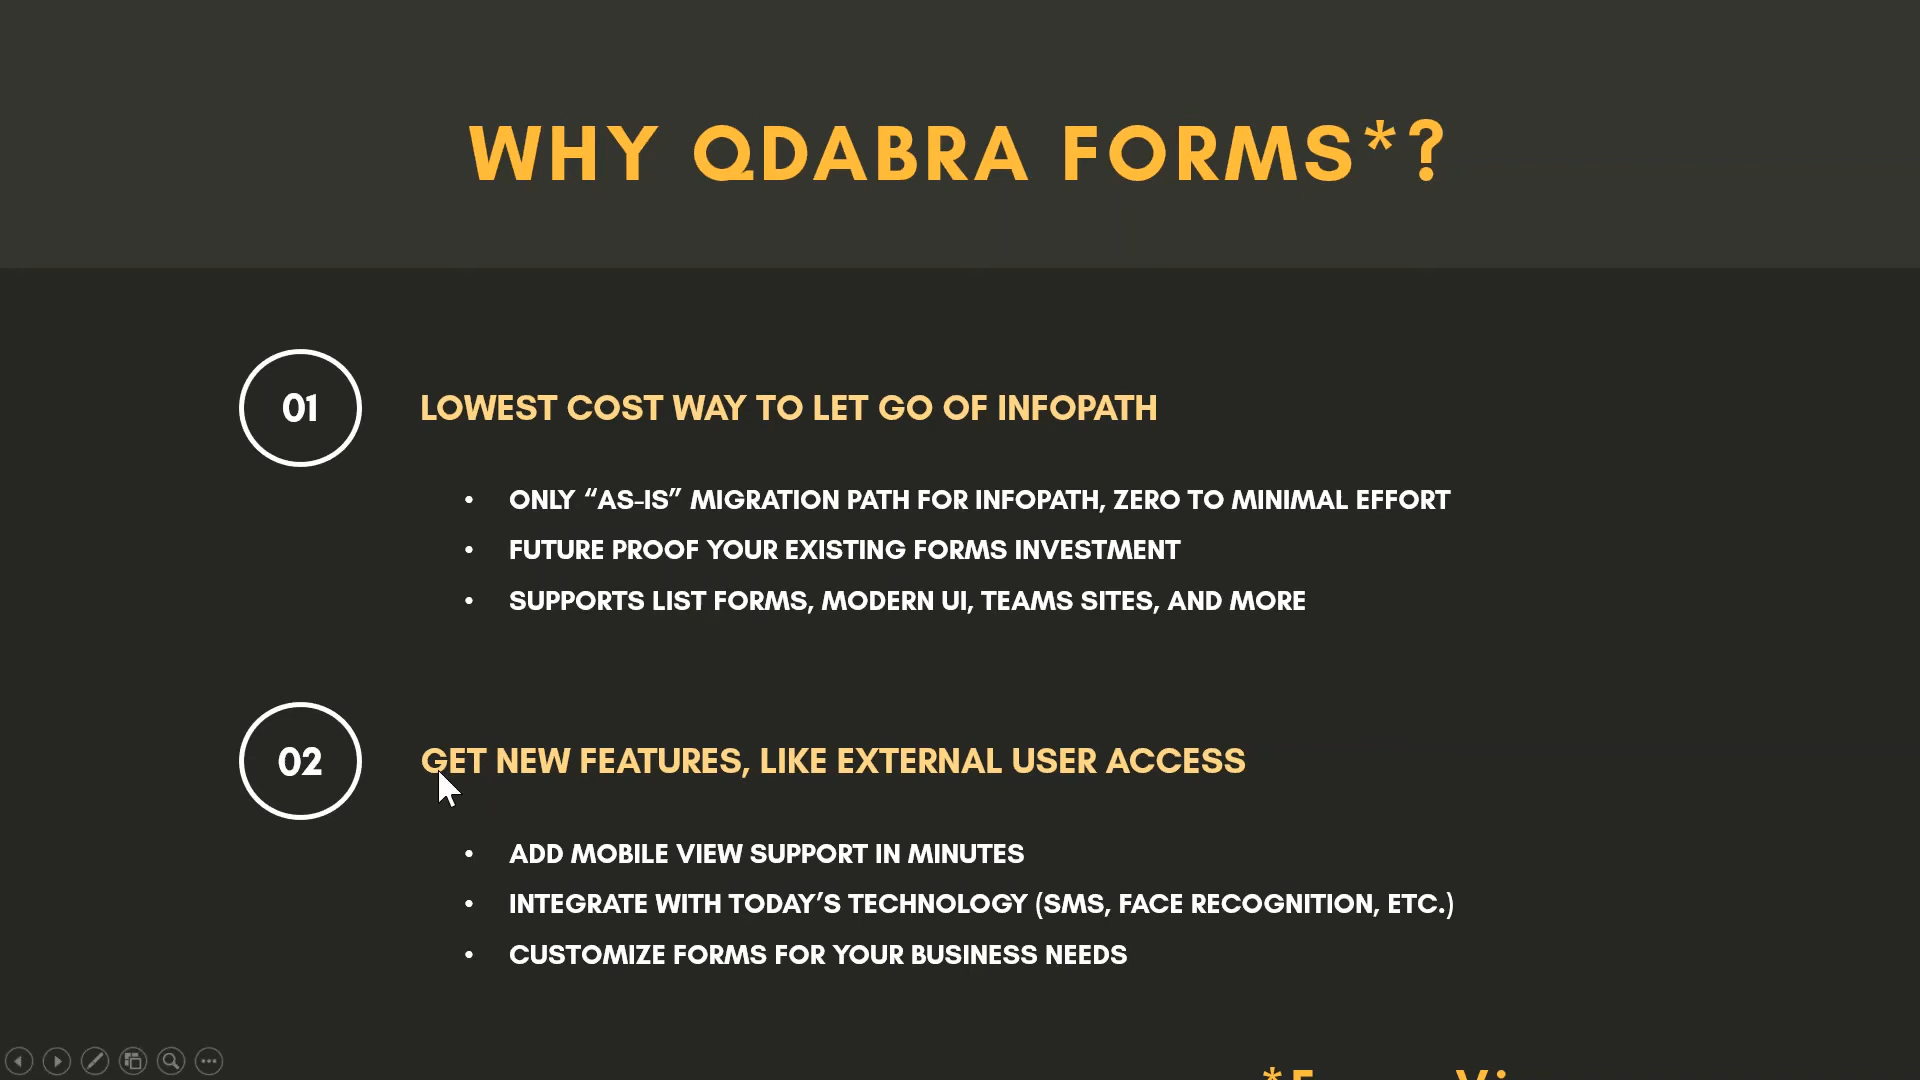 WHY QDABRA FORMS*?
01
LOWEST COST WAY TO LET GO OF INFOPATH
• ONLY “AS-IS” MIGRATION PATH FOR INFOPATH, ZERO TO MINIMAL EFFORT
• FUTURE PROOF YOUR EXISTING FORMS INVESTMENT
• SUPPORTS LIST FORMS, MODERN UI, TEAMS SITES, AND MORE
02
GET NEW FEATURES, LIKE EXTERNAL USER ACCESS
• ADD MOBILE VIEW SUPPORT IN MINUTES
• INTEGRATE WITH TODAY’S TECHNOLOGY (SMS, FACE RECOGNITION, ETC.)
• CUSTOMIZE FORMS FOR YOUR BUSINESS NEEDS